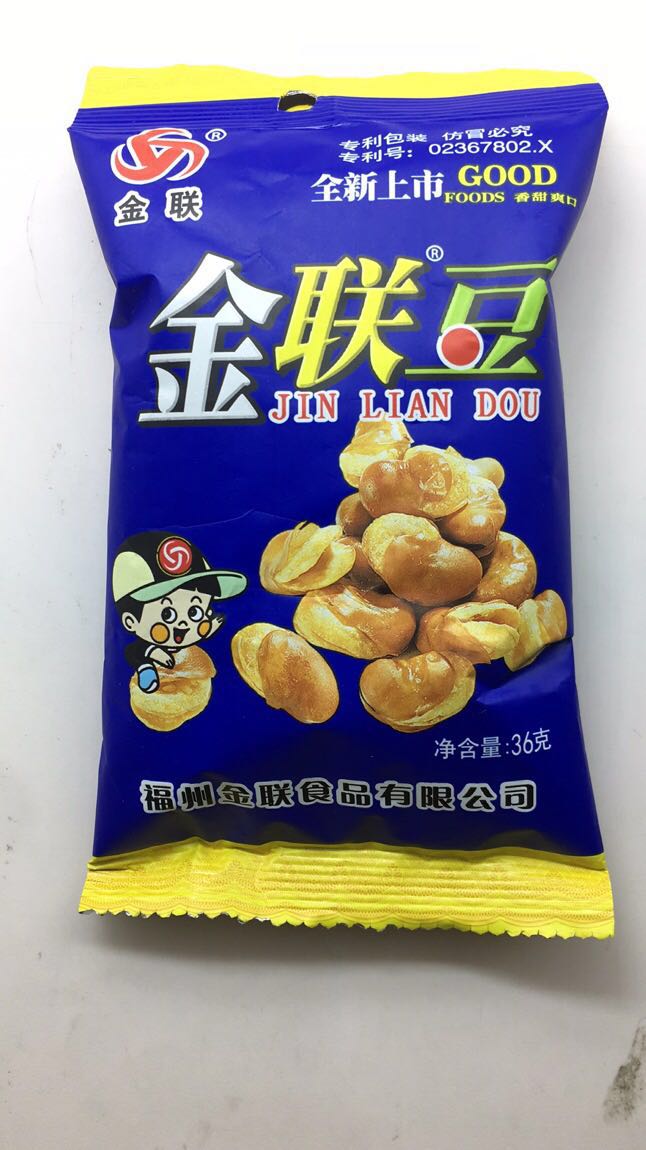 ®
金联
专利包装 仿冒必究
专利号：02367802.X
全新上市 GOOD
FOODS 香甜爽口
金联豆®
JIN LIAN DOU
净含量:36克
福州金联食品有限公司